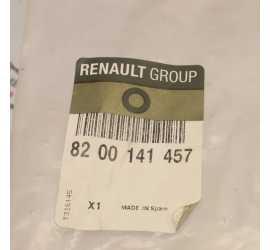 RENAULT GROUP
82 00 141 457
X1 MADE IN Spain